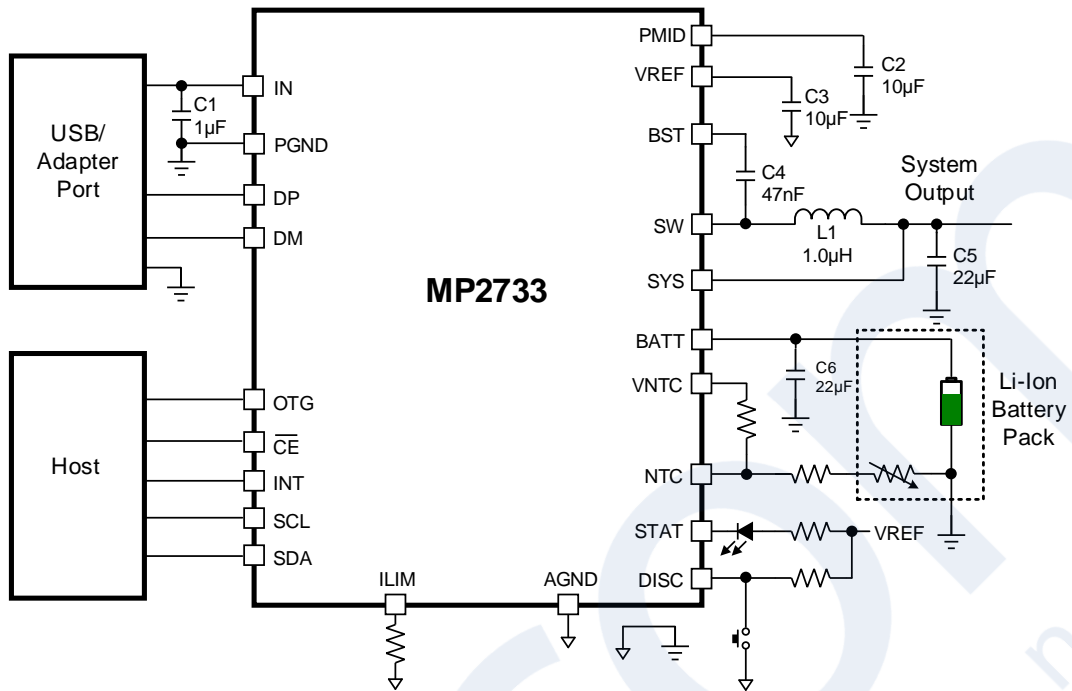 USB/
Adapter
Port
C1
1µF
IN
PGND
DP
DM
Host
OTG
CE
INT
SCL
SDA
MP2733
ILIM
AGND
PMID
VREF
BST
SW
SYS
BATT
VNTC
NTC
STAT
DISC
C2
10µF
C3
10µF
C4
47nF
L1
1.0µH
System
Output
C5
22µF
C6
22µF
Li-Ion
Battery
Pack
VREF